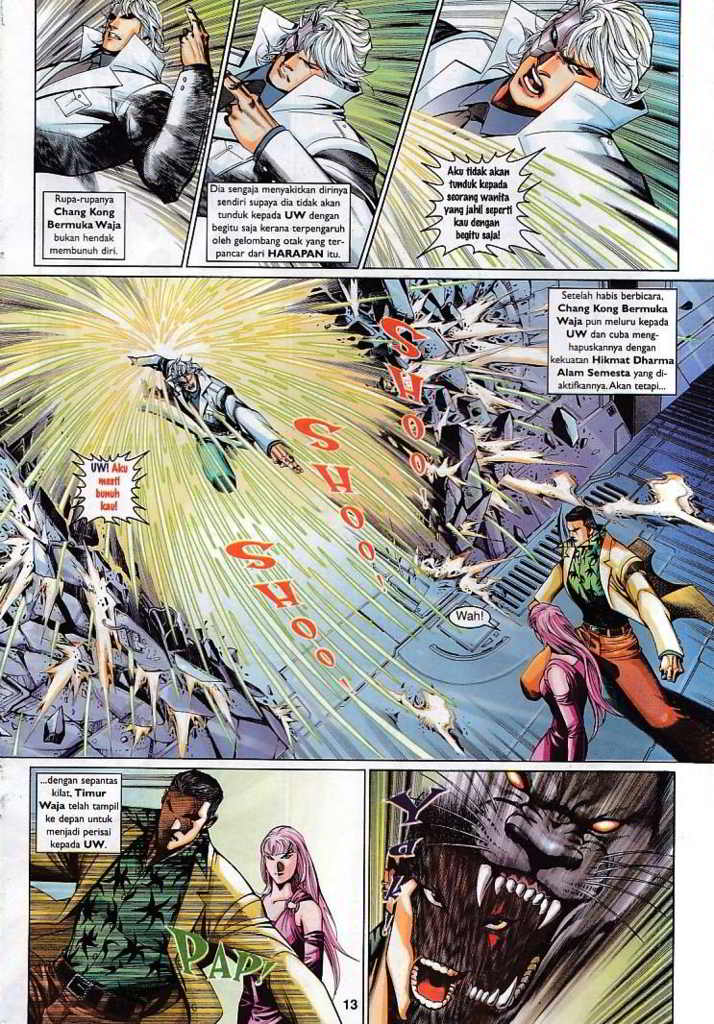 Rupa-rupanya
Chang Kong
Bermuka Waja
bukan hendak
membunuh diri.
Dia sengaja menyakitkan dirinya
sendiri supaya dia tidak akan
tunduk kepada UW dengan
begitu saja kerana terpengaruh
oleh gelombang otak yang ter-
pancar dari HARAPAN itu.
Aku tidak akan
tunduk kepada
seorang wanita
yang jahil seperti
kau dengan
begitu saja!
Setelah habis berbicara,
Chang Kong Bermuka
Waja pun meluru kepada
UW dan cuba meng-
hapuskannya dengan
kekuatan Hikmat Dharma
Alam Semesta yang di-
aktifkannya. Akan tetapi...
UW! Aku
mesti
bunuh
kau!
SHOO!
SHOOO!
SHOOO!
Wah!
...dengan sepantas
kilat, Timur
Waja telah tampil
ke depan untuk
menjadi perisai
kepada UW.
PAP!
13